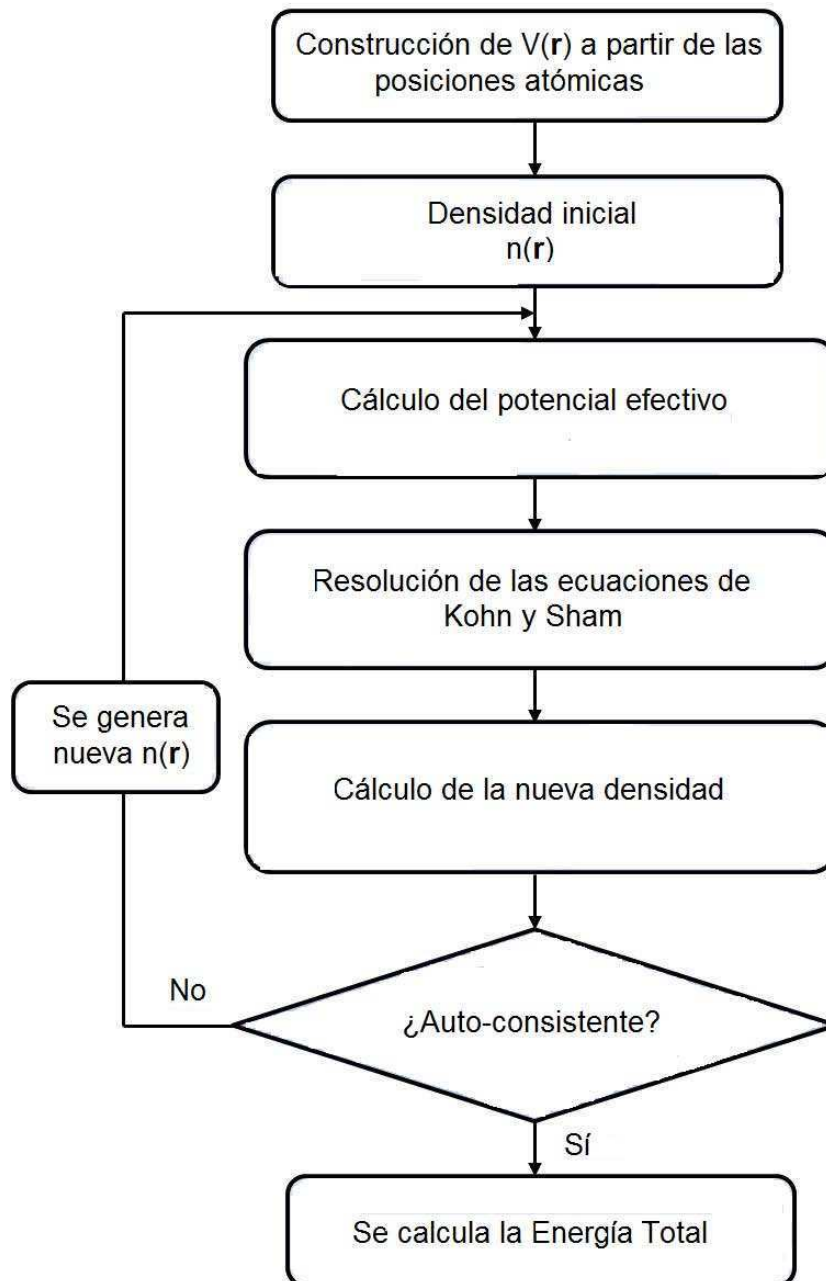 Construcción de V(r) a partir de las
posiciones atómicas
Densidad inicial
n(r)
Cálculo del potencial efectivo
Resolución de las ecuaciones de
Kohn y Sham
Se genera
nueva n(r)
Cálculo de la nueva densidad
No
¿Auto-consistente?
Sí
Se calcula la Energía Total